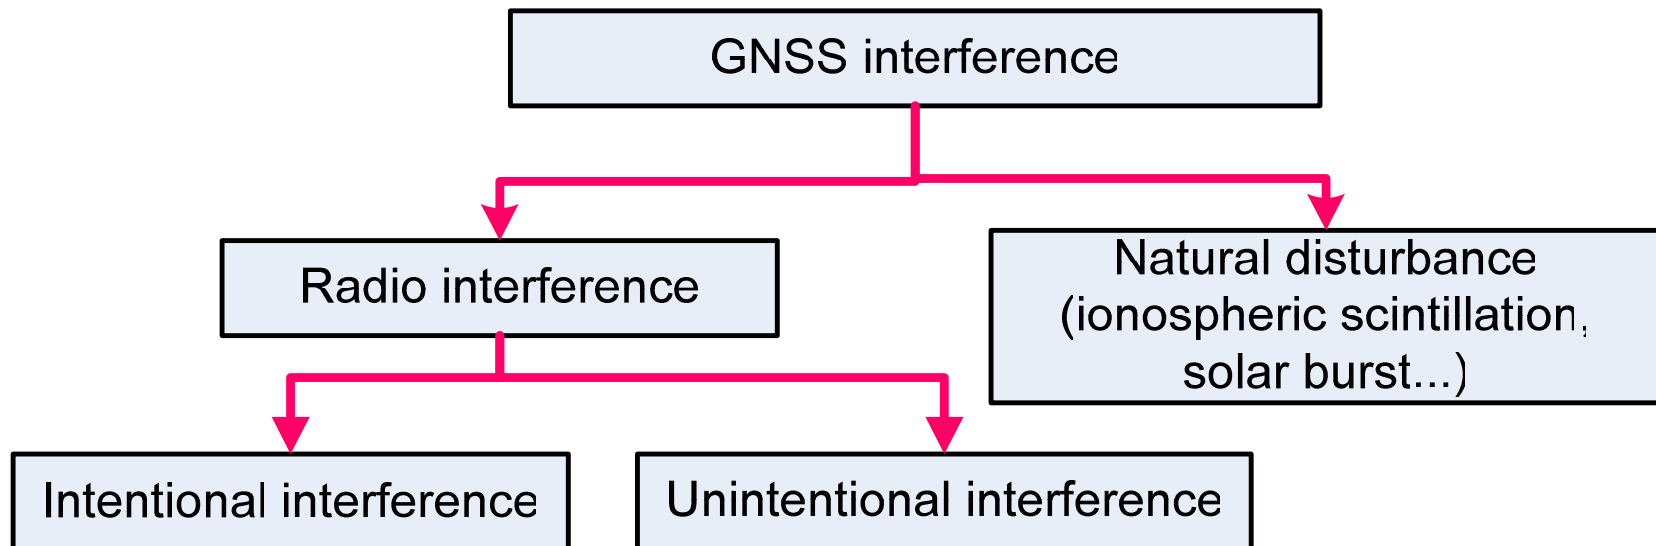 GNSS interference
Radio interference
Natural disturbance
(ionospheric scintillation,
solar burst...)
Intentional interference
Unintentional interference